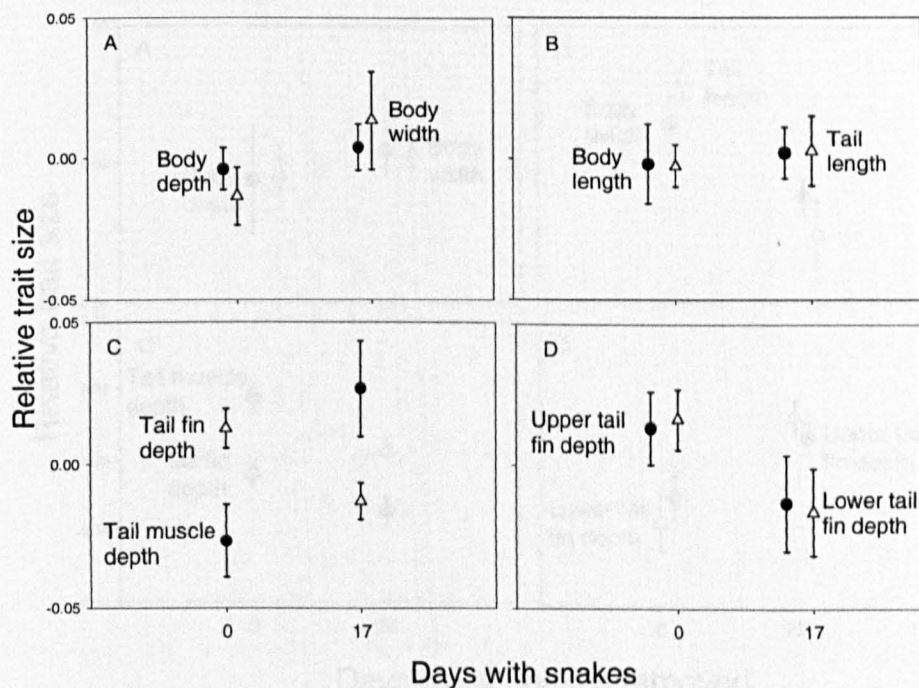 0.05
A
Body
width
Body
depth
0.00
-0.05
B
Body
length
Tail
length
Relative trait size
0.05
C
Tail fin
depth
0.00
Tail muscle
depth
-0.05
0
17
D
Upper tail
fin depth
Lower tail
fin depth
0
17
Days with snakes